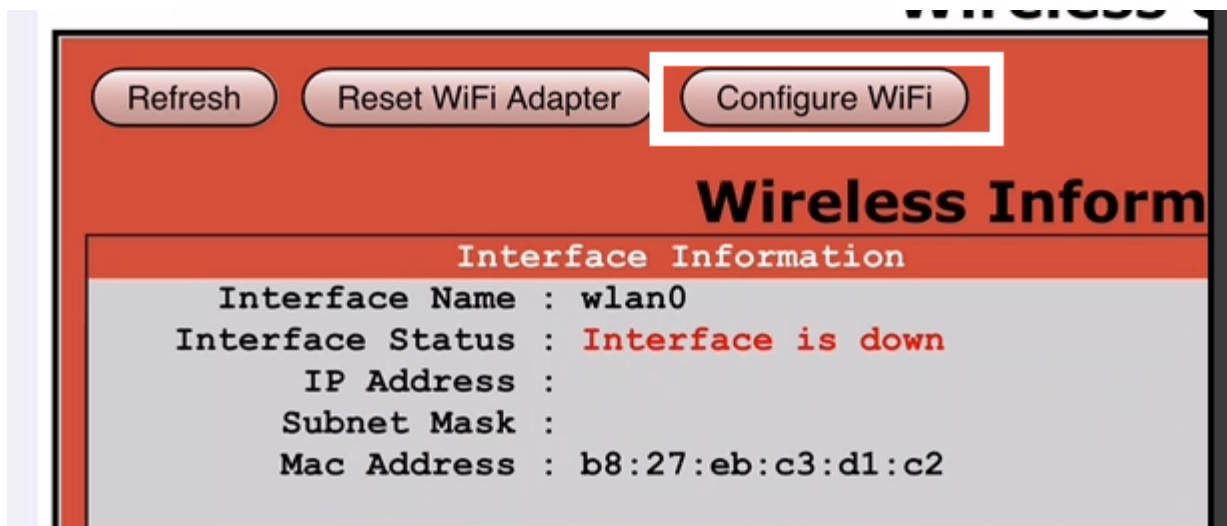 Refresh Reset WiFi Adapter Configure WiFi
Wireless Inform
Interface Information
Interface Name : wlan0
Interface Status : Interface is down
IP Address :
Subnet Mask :
Mac Address : b8:27:eb:c3:d1:c2